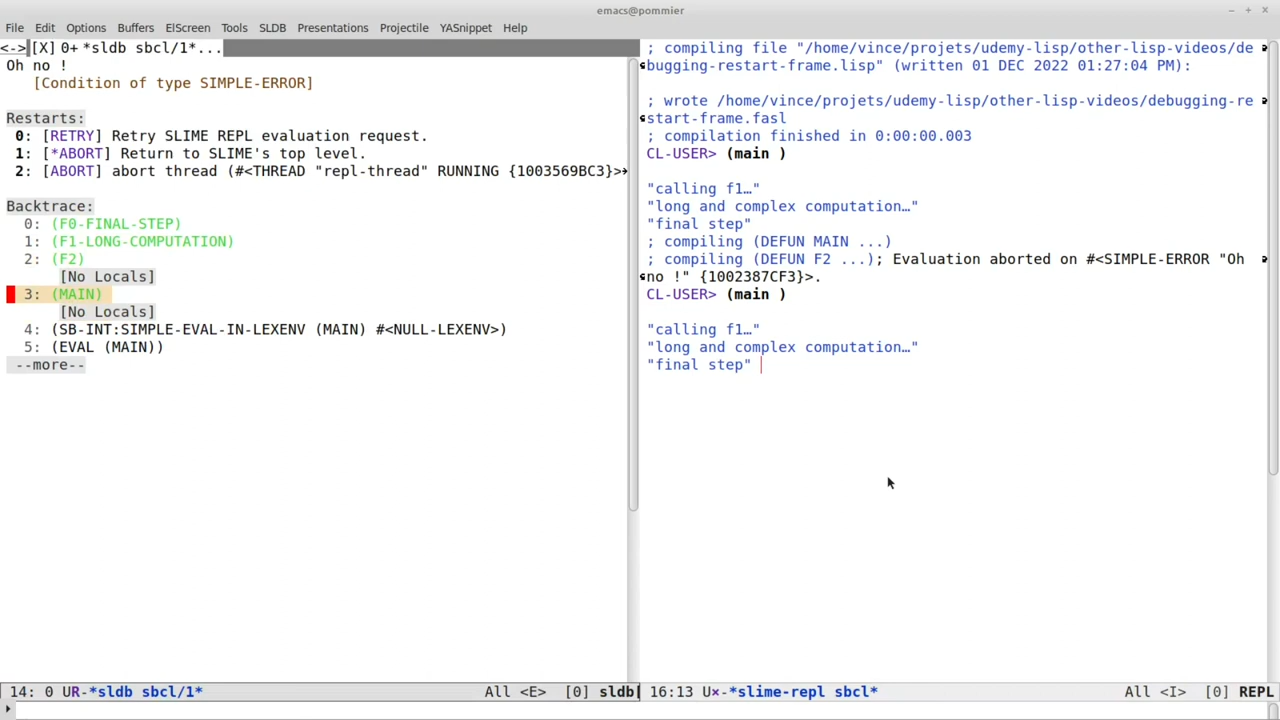 emacs@pommier
File Edit Options Buffers ElScreen Tools SLDB Presentations Projectile YASnippet Help
<->[X] 0+ *sldb sbcl/1*...
Oh no !
[Condition of type SIMPLE-ERROR]
Restarts:
0: [RETRY] Retry SLIME REPL evaluation request.
1: [*ABORT] Return to SLIME's top level.
2: [ABORT] abort thread (#<THREAD "repl-thread" RUNNING {1003569BC3}>
Backtrace:
0: (F0-FINAL-STEP)
1: (F1-LONG-COMPUTATION)
2: (F2)
[No Locals]
3: (MAIN)
[No Locals]
4: (SB-INT:SIMPLE-EVAL-IN-LEXENV (MAIN) #<NULL-LEXENV>)
5: (EVAL (MAIN))
--more--
14: 0 UR-*sldb sbcl/1* All <E> [0] sldb
; compiling file "/home/vince/projets/udemy-lisp/other-lisp-videos/de
bugging-restart-frame.lisp" (written 01 DEC 2022 01:27:04 PM):
; wrote /home/vince/projets/udemy-lisp/other-lisp-videos/debugging-re
start-frame.fasl
; compilation finished in 0:00:00.003
CL-USER> (main )
"calling f1…"
"long and complex computation…"
"final step"
; compiling (DEFUN MAIN ...)
; compiling (DEFUN F2 ...); Evaluation aborted on #<SIMPLE-ERROR "Oh
no !" {1002387CF3}>.
CL-USER> (main )
"calling f1…"
"long and complex computation…"
"final step"
16:13 U×-*slime-repl sbcl* All <I> [0] REPL